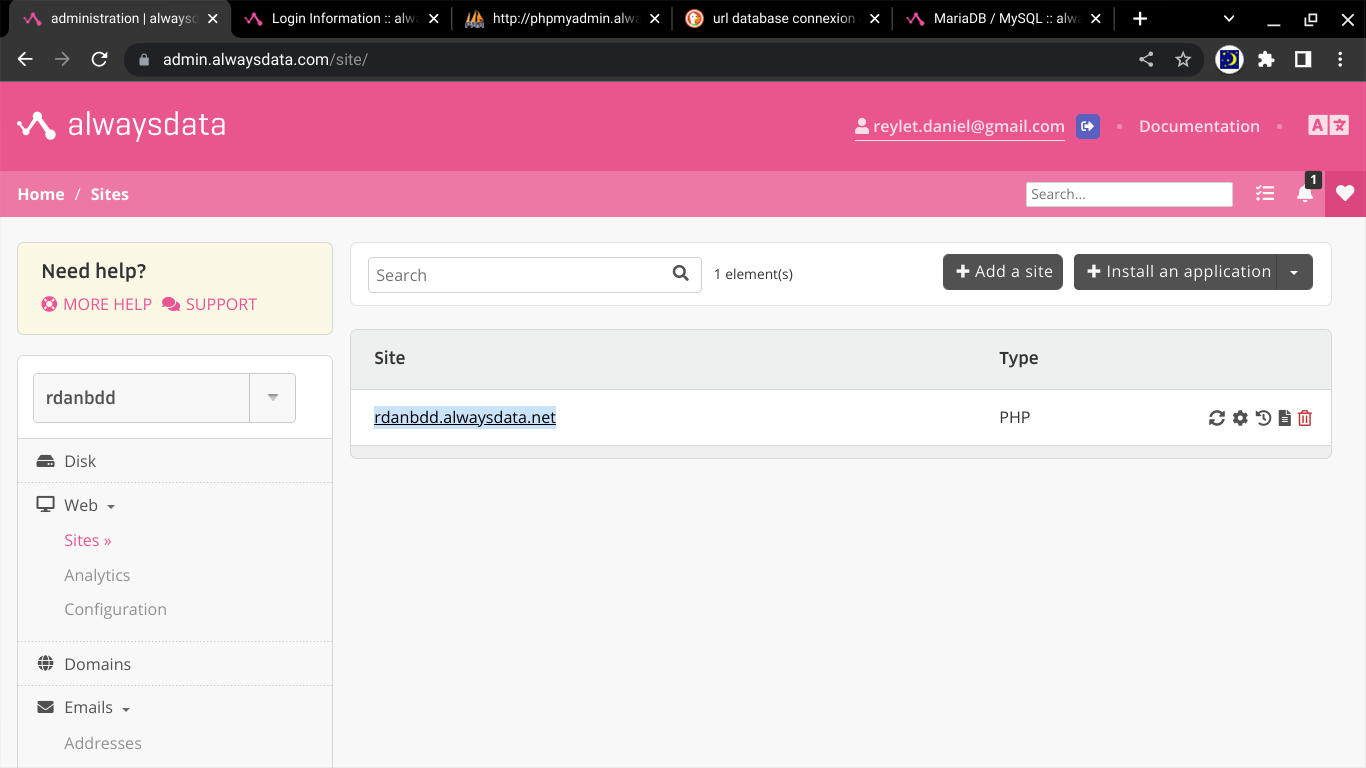 administration | alwaysd
Login Information :: alwa
http://phpmyadmin.alwa
url database connexion
MariaDB / MySQL :: alwa
admin.alwaysdata.com/site/
alwaysdata
reylet.daniel@gmail.com
Documentation
A
Home / Sites
Search...
1
Need help?
MORE HELP SUPPORT
Search
1 element(s)
Add a site
Install an application
Site Type
rdanbdd.alwaysdata.net PHP
rdanbdd
Disk
Web
Sites »
Analytics
Configuration
Domains
Emails
Addresses